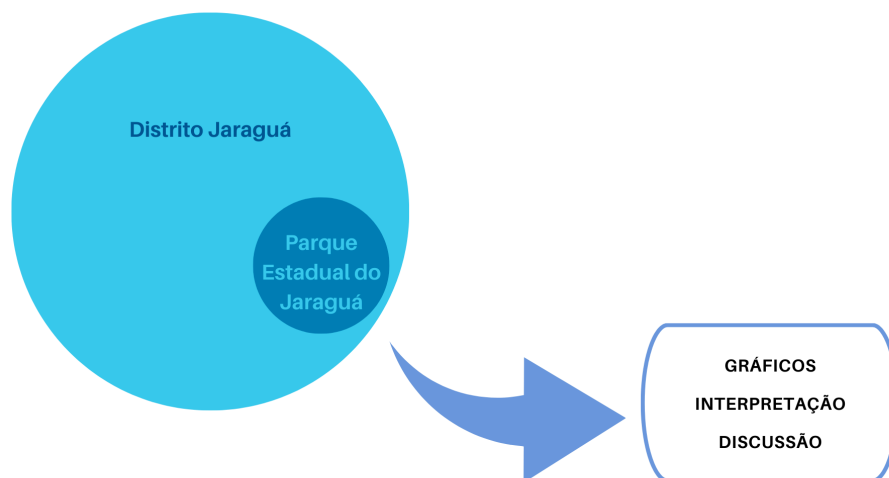 Distrito Jaraguá
Parque
Estadual do
Jaraguá
GRÁFICOS
INTERPRETAÇÃO
DISCUSSÃO